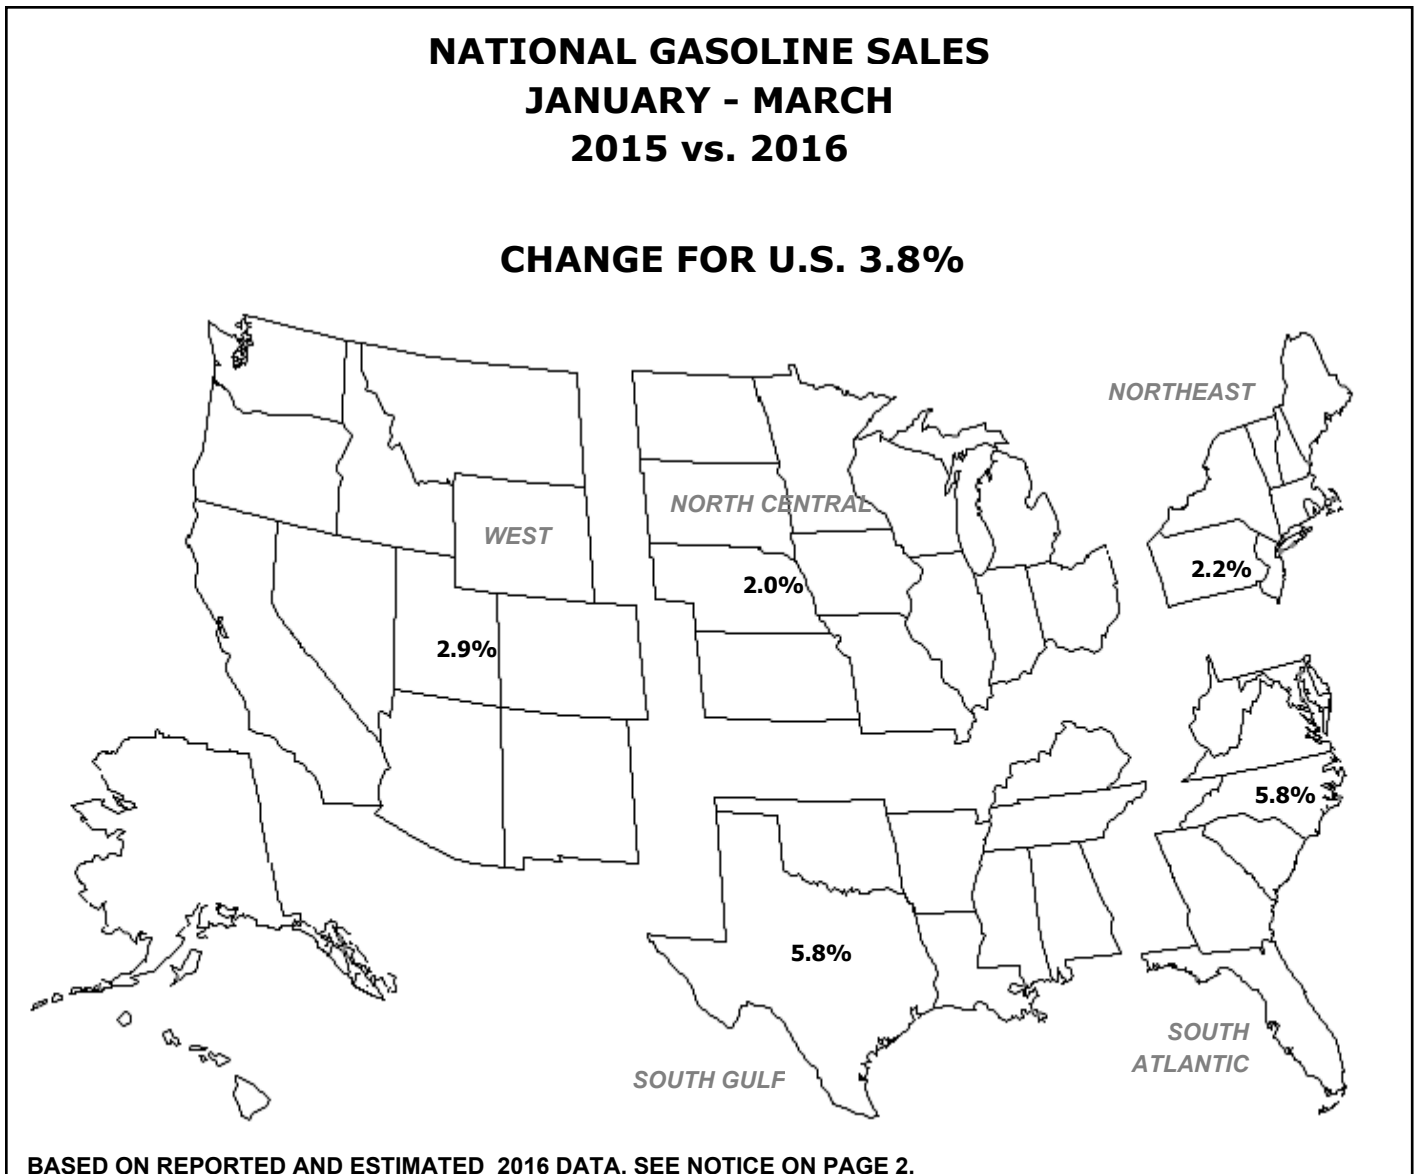 NATIONAL GASOLINE SALES
JANUARY - MARCH
2015 vs. 2016
CHANGE FOR U.S. 3.8%
NORTHEAST
NORTH CENTRAL
WEST
2.2%
2.0%
2.9%
5.8%
5.8%
SOUTH
ATLANTIC
SOUTH GULF
BASED ON REPORTED AND ESTIMATED  2016 DATA. SEE NOTICE ON PAGE 2.